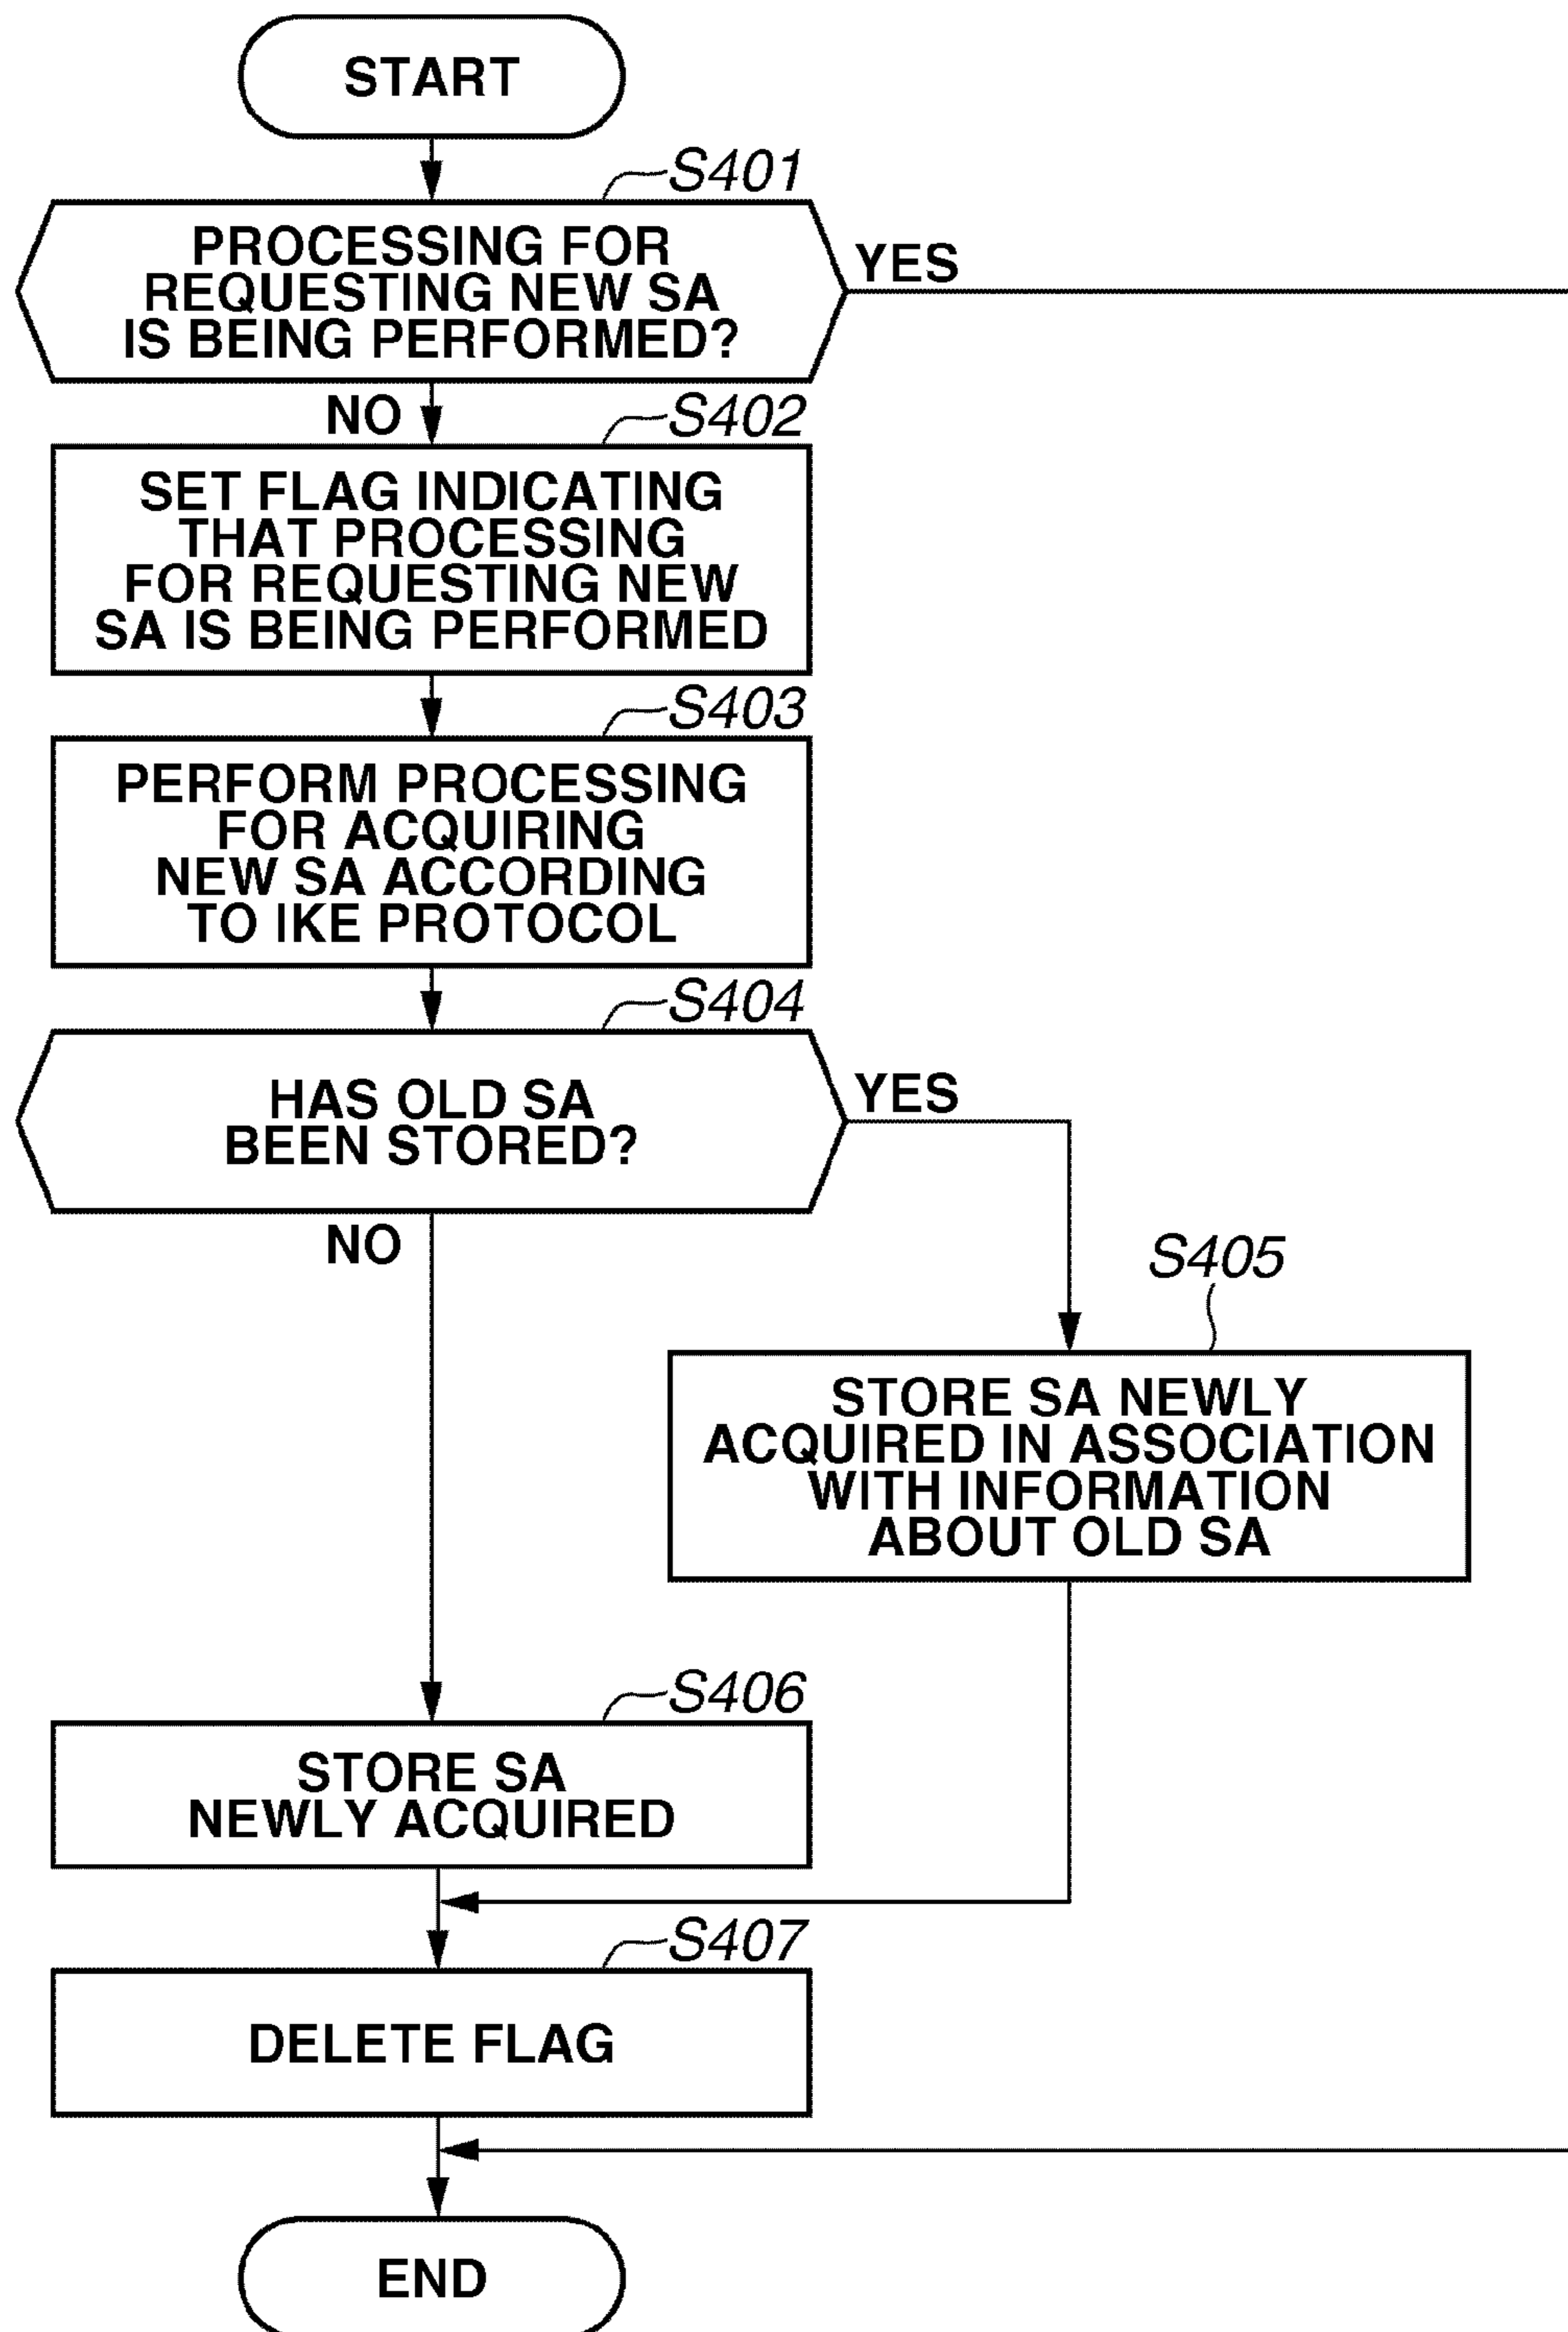 START
S401
PROCESSING FOR
REQUESTING NEW SA
IS BEING PERFORMED?
YES
NO
S402
SET FLAG INDICATING
THAT PROCESSING
FOR REQUESTING NEW
SA IS BEING PERFORMED
S403
PERFORM PROCESSING
FOR ACQUIRING
NEW SA ACCORDING
TO IKE PROTOCOL
S404
HAS OLD SA
BEEN STORED?
YES
NO
S405
STORE SA NEWLY
ACQUIRED IN ASSOCIATION
WITH INFORMATION
ABOUT OLD SA
S406
STORE SA
NEWLY ACQUIRED
S407
DELETE FLAG
END